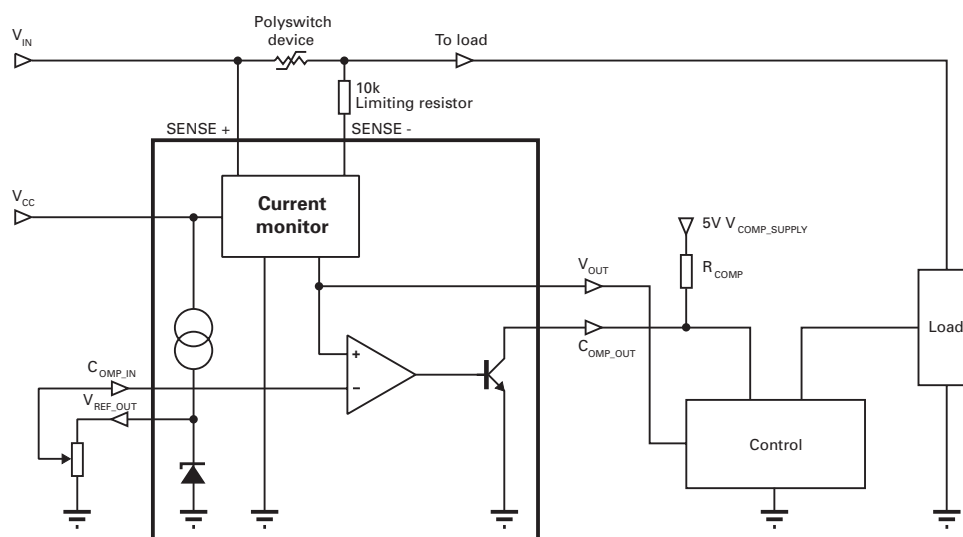 Polyswitch
device
V_IN
To load
10k
Limiting resistor
SENSE +
SENSE -
V_CC
Current
monitor
5V V_COMP_SUPPLY
R_COMP
V_OUT
C_OMP_OUT
Load
C_OMP_IN
V_REF_OUT
+
-
Control